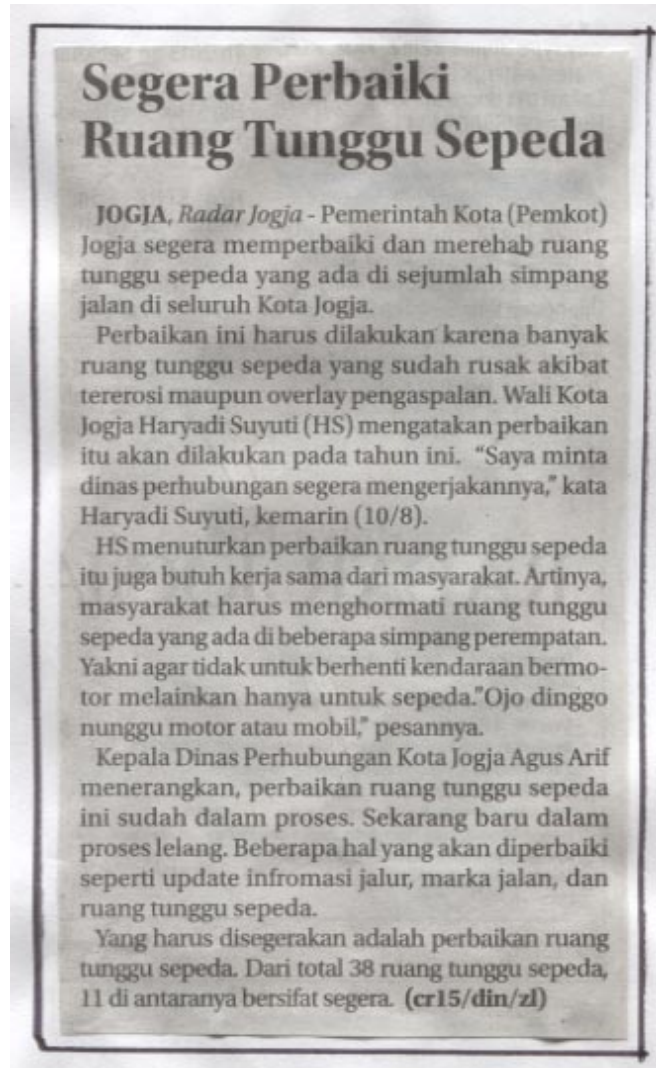 Segera Perbaiki
Ruang Tunggu Sepeda
JOGJA, Radar Jogja - Pemerintah Kota (Pemkot)
Jogja segera memperbaiki dan merehab ruang
tunggu sepeda yang ada di sejumlah simpang
jalan di seluruh Kota Jogja.
Perbaikan ini harus dilakukan karena banyak
ruang tunggu sepeda yang sudah rusak akibat
tererosi maupun overlay pengaspalan. Wali Kota
Jogja Haryadi Suyuti (HS) mengatakan perbaikan
itu akan dilakukan pada tahun ini. "Saya minta
dinas perhubungan segera mengerjakannya," kata
Haryadi Suyuti, kemarin (10/8).
HS menuturkan perbaikan ruang tunggu sepeda
itu juga butuh kerja sama dari masyarakat. Artinya,
masyarakat harus menghormati ruang tunggu
sepeda yang ada di beberapa simpang perempatan.
Yakni agar tidak untuk berhenti kendaraan bermo-
tor melainkan hanya untuk sepeda."Ojo dinggo
nunggu motor atau mobil," pesannya.
Kepala Dinas Perhubungan Kota Jogja Agus Arif
menerangkan, perbaikan ruang tunggu sepeda
ini sudah dalam proses. Sekarang baru dalam
proses lelang. Beberapa hal yang akan diperbaiki
seperti update infromasi jalur, marka jalan, dan
ruang tunggu sepeda.
Yang harus disegerakan adalah perbaikan ruang
tunggu sepeda. Dari total 38 ruang tunggu sepeda,
11 di antaranya bersifat segera. (cr15/din/zl)